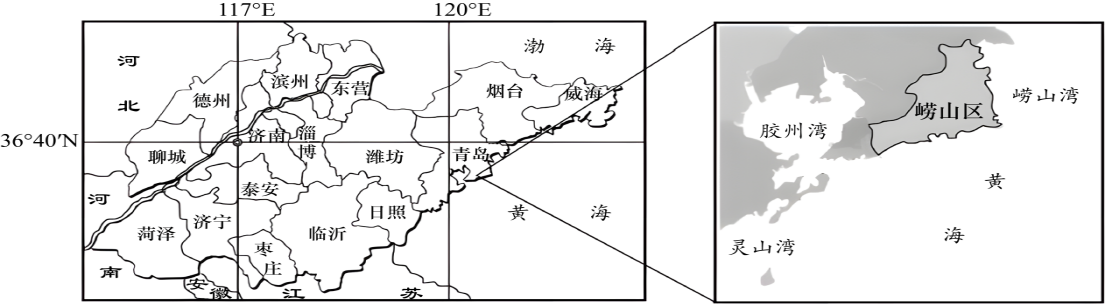 117°E 120°E
36°40′N
河
北
河
南
安
徽
江
苏
渤 海
黄 海
德州
滨州
东营
烟台
威海
聊城
济南
淄
博
潍坊
青岛
泰安
菏泽
济宁
枣
庄
临沂
日照
胶州湾
崂山区
崂山湾
黄
海
灵山湾